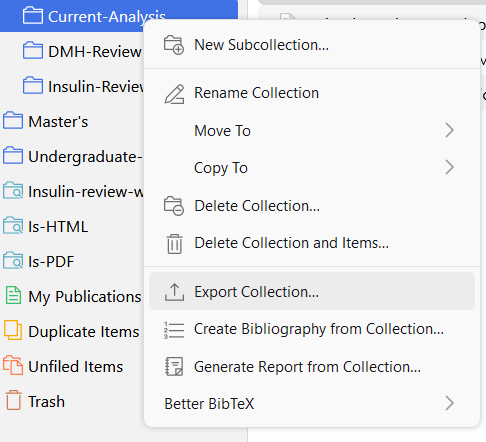 Current-Analysis
New Subcollection...
DMH-Review
Insulin-Review
Rename Collection
Master's
Move To
Undergraduate-
Copy To
Insulin-review-w
Delete Collection...
Is-HTML
Delete Collection and Items...
Is-PDF
Export Collection...
My Publications
Create Bibliography from Collection...
Duplicate Items
Generate Report from Collection...
Unfiled Items
Better BibTeX
Trash